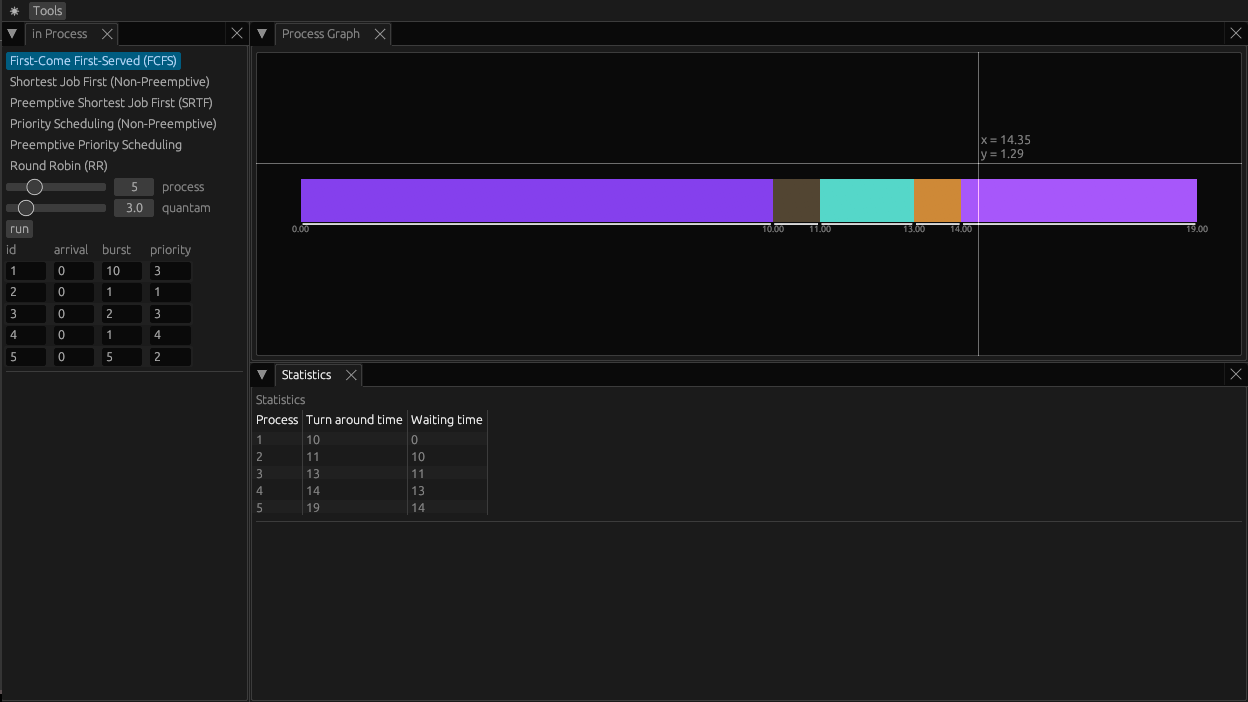 Tools
in Process
First-Come First-Served (FCFS)
Shortest Job First (Non-Preemptive)
Preemptive Shortest Job First (SRTF)
Priority Scheduling (Non-Preemptive)
Preemptive Priority Scheduling
Round Robin (RR)
5 process
3.0 quantam
run
id arrival burst priority
1 0 10 3
2 0 1 1
3 0 2 3
4 0 1 4
5 0 5 2
Process Graph
x = 14.35
y = 1.29
0.00 10.00 11.00 13.00 14.00 19.00
Statistics
Statistics
Process Turn around time Waiting time
1 10 0
2 11 10
3 13 11
4 14 13
5 19 14